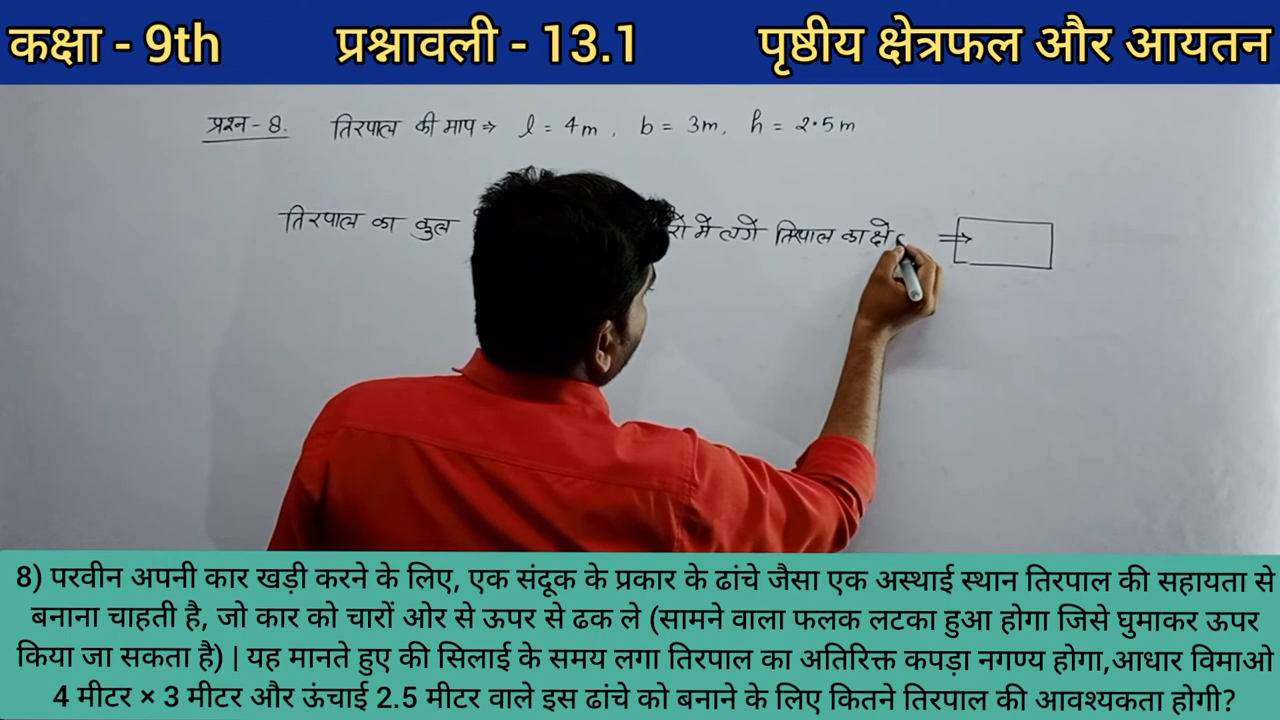 कक्षा - 9th प्रश्नावली - 13.1 पृष्ठीय क्षेत्रफल और आयतन
प्रश्न - 8. तिरपाल की माप ⇒ l = 4m , b = 3m, h = 2.5m
तिरपाल का कुल में लगे तिरपाल का क्षे ⇒
8) परवीन अपनी कार खड़ी करने के लिए, एक संदूक के प्रकार के ढांचे जैसा एक अस्थाई स्थान तिरपाल की सहायता से
बनाना चाहती है, जो कार को चारों ओर से ऊपर से ढक ले (सामने वाला फलक लटका हुआ होगा जिसे घुमाकर ऊपर
किया जा सकता है) | यह मानते हुए की सिलाई के समय लगा तिरपाल का अतिरिक्त कपड़ा नगण्य होगा,आधार विमाओ
4 मीटर × 3 मीटर और ऊंचाई 2.5 मीटर वाले इस ढांचे को बनाने के लिए कितने तिरपाल की आवश्यकता होगी?